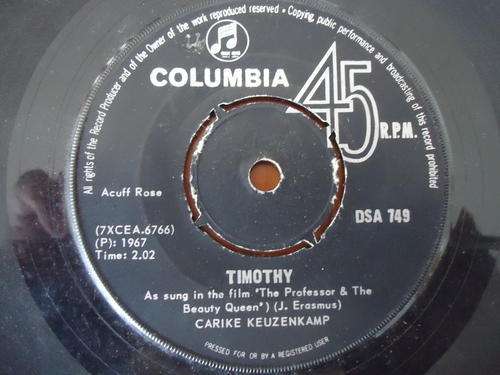 All rights of the Record Producer and of the Owner of the work reproduced reserved • Copying, public performance and broadcasting of this record prohibited
COLUMBIA
45
R.P.M.
Acuff Rose
DSA 749
(7XCEA.6766)
(P): 1967
Time: 2.02
TIMOTHY
As sung in the film "The Professor & The
Beauty Queen") (J. Erasmus)
CARIKE KEUZENKAMP
PRESSED FOR OR BY A REGISTERED USER